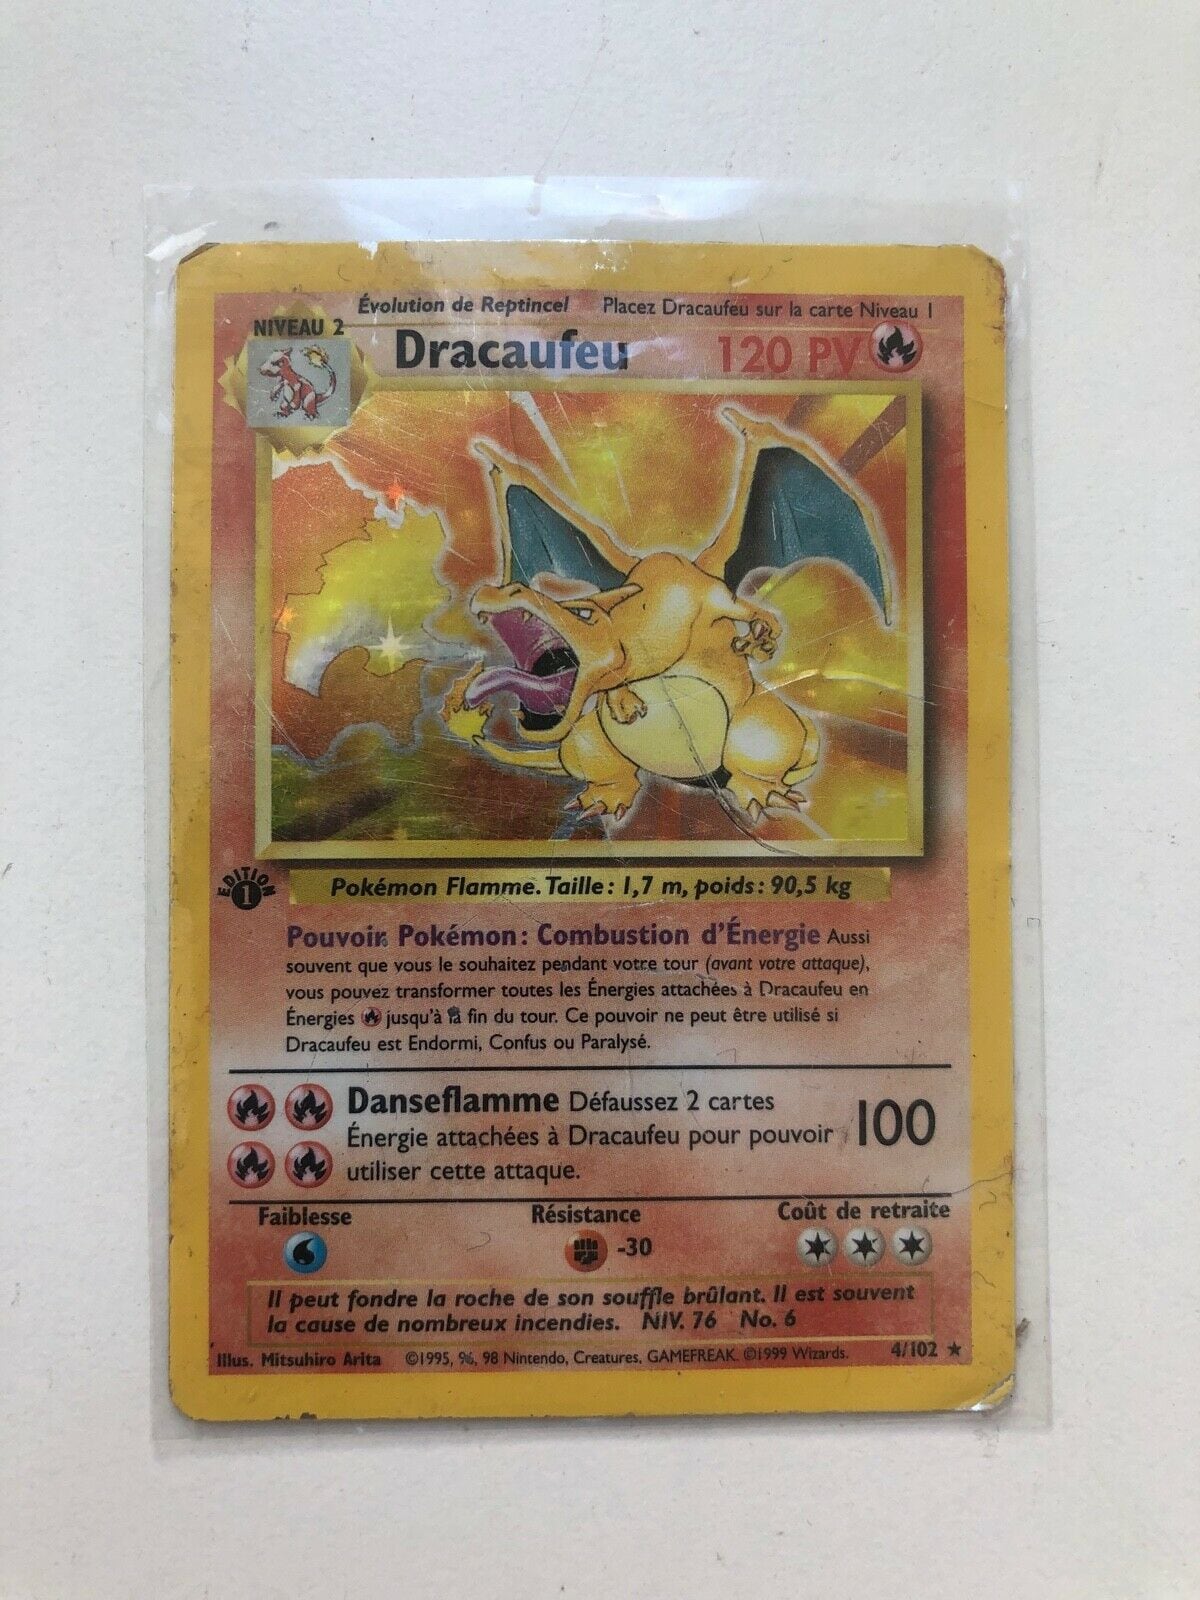 Évolution de Reptincel Placez Dracaufeu sur la carte Niveau 1
NIVEAU 2
Dracaufeu 120 PV
EDITION
1
Pokémon Flamme. Taille: 1,7 m, poids: 90,5 kg
Pouvoir Pokémon: Combustion d'Énergie Aussi
souvent que vous le souhaitez pendant votre tour (avant votre attaque),
vous pouvez transformer toutes les Énergies attachées à Dracaufeu en
Énergies jusqu'à la fin du tour. Ce pouvoir ne peut être utilisé si
Dracaufeu est Endormi, Confus ou Paralysé.
Danseflamme Défaussez 2 cartes
Énergie attachées à Dracaufeu pour pouvoir 100
utiliser cette attaque.
Faiblesse Résistance Coût de retraite
-30
Il peut fondre la roche de son souffle brûlant. Il est souvent
la cause de nombreux incendies. NIV. 76 No. 6
Illus. Mitsuhiro Arita ©1995, 96, 98 Nintendo, Creatures, GAMEFREAK. ©1999 Wizards. 4/102 ★